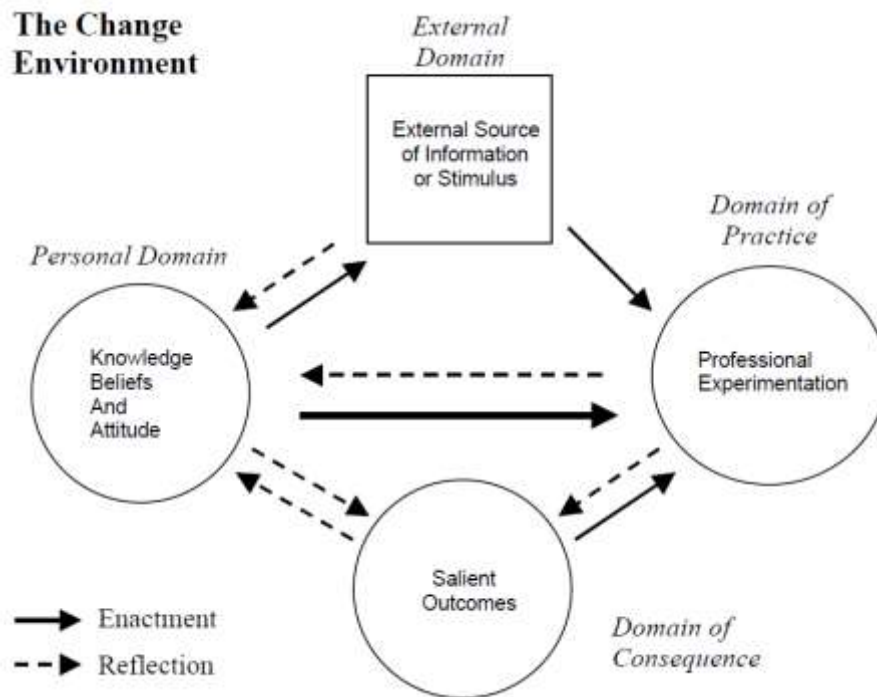 The Change
Environment
External
Domain
External Source
of Information
or Stimulus
Domain of
Practice
Personal Domain
Knowledge
Beliefs
And
Attitude
Professional
Experimentation
Salient
Outcomes
Enactment
Reflection
Domain of
Consequence